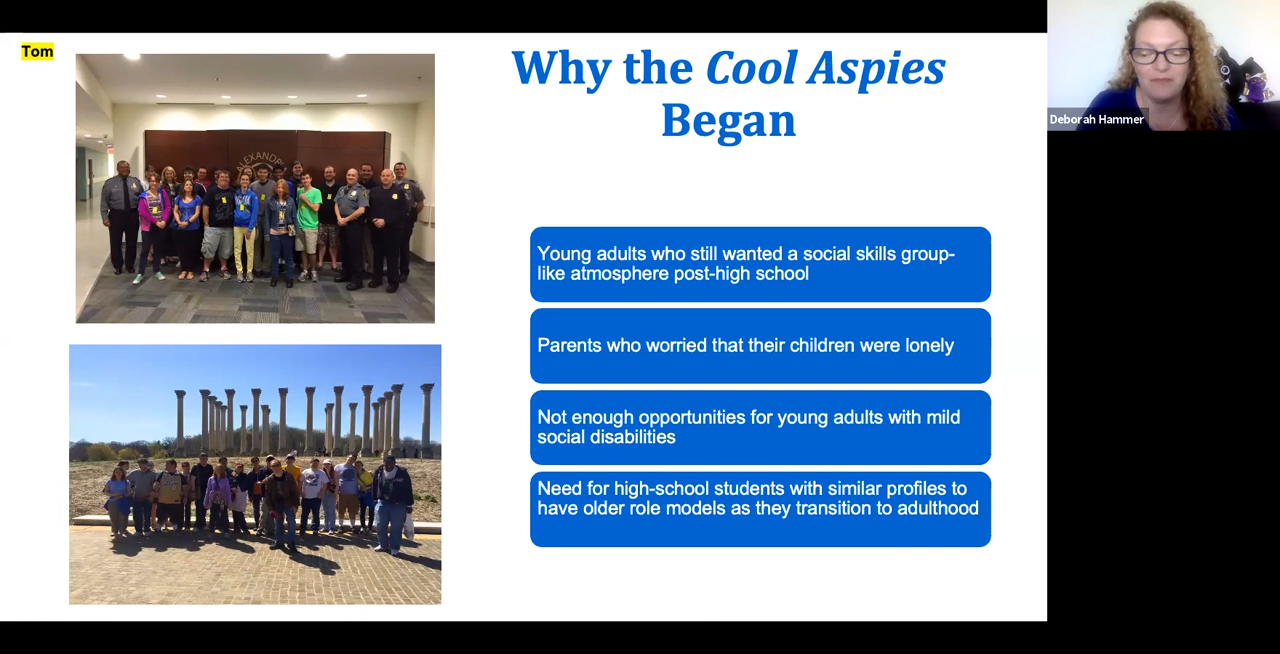 Tom
Why the Cool Aspies
Began
Deborah Hammer
ALEXANDRI
Young adults who still wanted a social skills group-
like atmosphere post-high school
Parents who worried that their children were lonely
Not enough opportunities for young adults with mild
social disabilities
Need for high-school students with similar profiles to
have older role models as they transition to adulthood